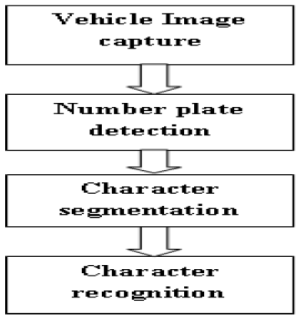 Vehicle Image
capture
Number plate
detection
Character
segmentation
Character
recognition